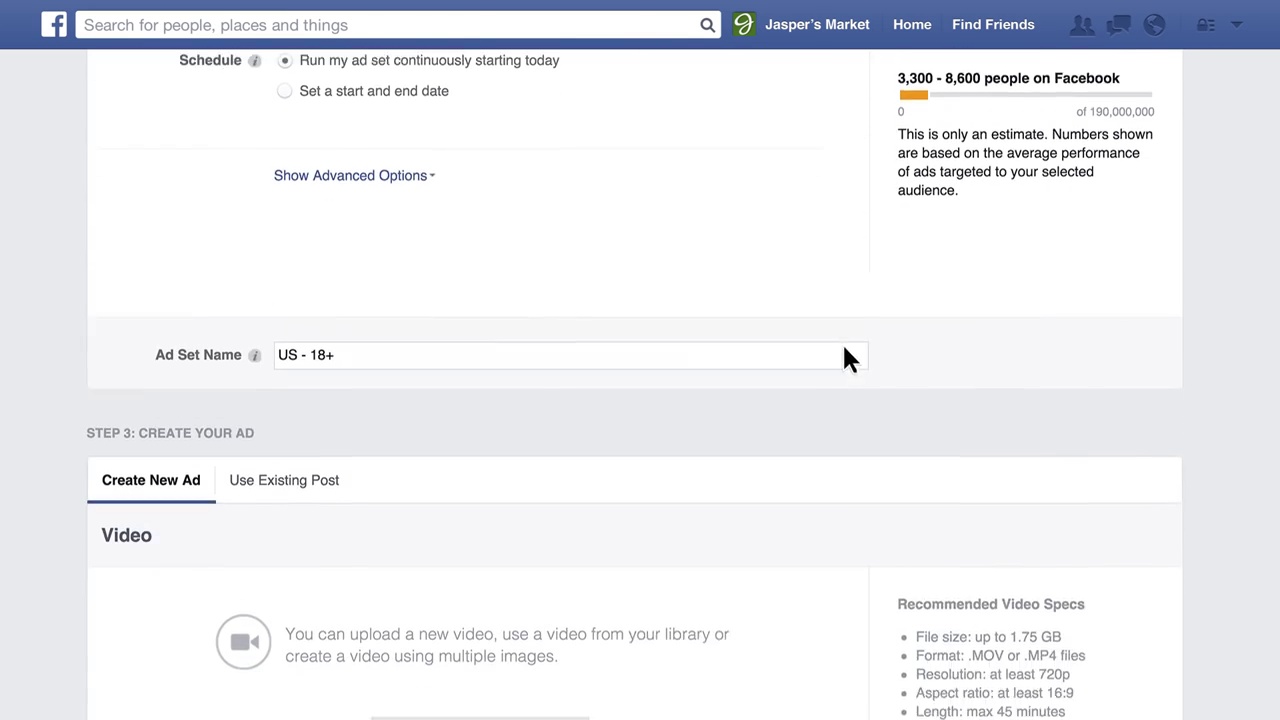 Search for people, places and things
Jasper's Market
Home
Find Friends
Schedule
Run my ad set continuously starting today
Set a start and end date
Show Advanced Options
3,300 - 8,600 people on Facebook
0
of 190,000,000
This is only an estimate. Numbers shown
are based on the average performance
of ads targeted to your selected
audience.
Ad Set Name
US - 18+
STEP 3: CREATE YOUR AD
Create New Ad
Use Existing Post
Video
You can upload a new video, use a video from your library or
create a video using multiple images.
Recommended Video Specs
File size: up to 1.75 GB
Format: .MOV or .MP4 files
Resolution: at least 720p
Aspect ratio: at least 16:9
Length: max 45 minutes